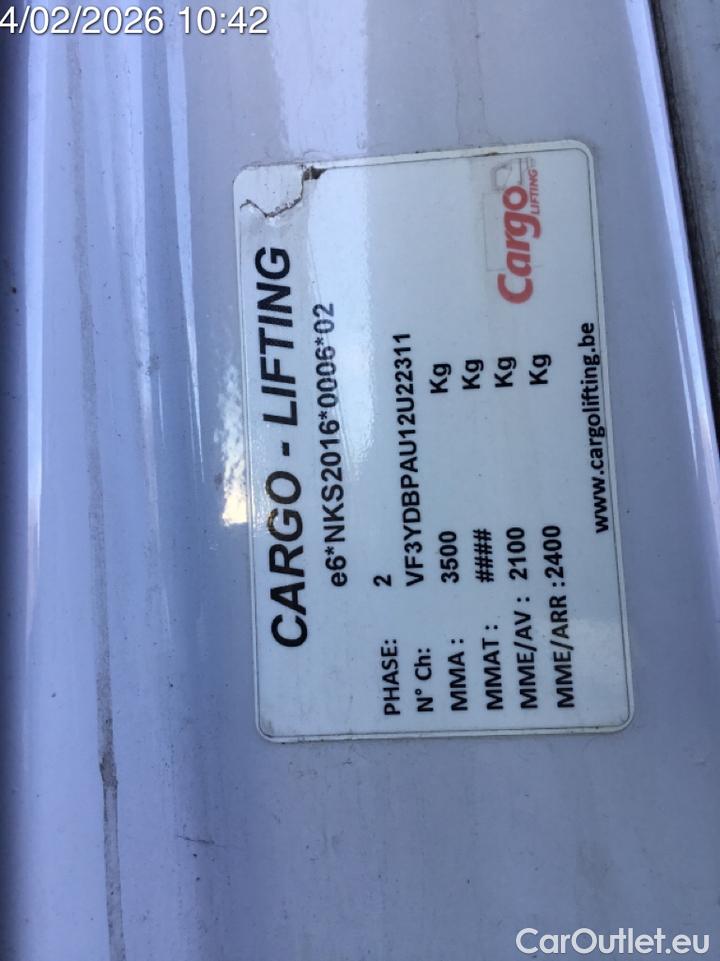 4/02/2026 10:42
CARGO - LIFTING
e6*NKS2016*0006*02
PHASE: 2
N° Ch: VF3YDBPAU12U22311
MMA : 3500 Kg
MMAT : #### Kg
MME/AV : 2100 Kg
MME/ARR : 2400 Kg
Cargo
LIFTING
www.cargolifting.be
CarOutlet.eu